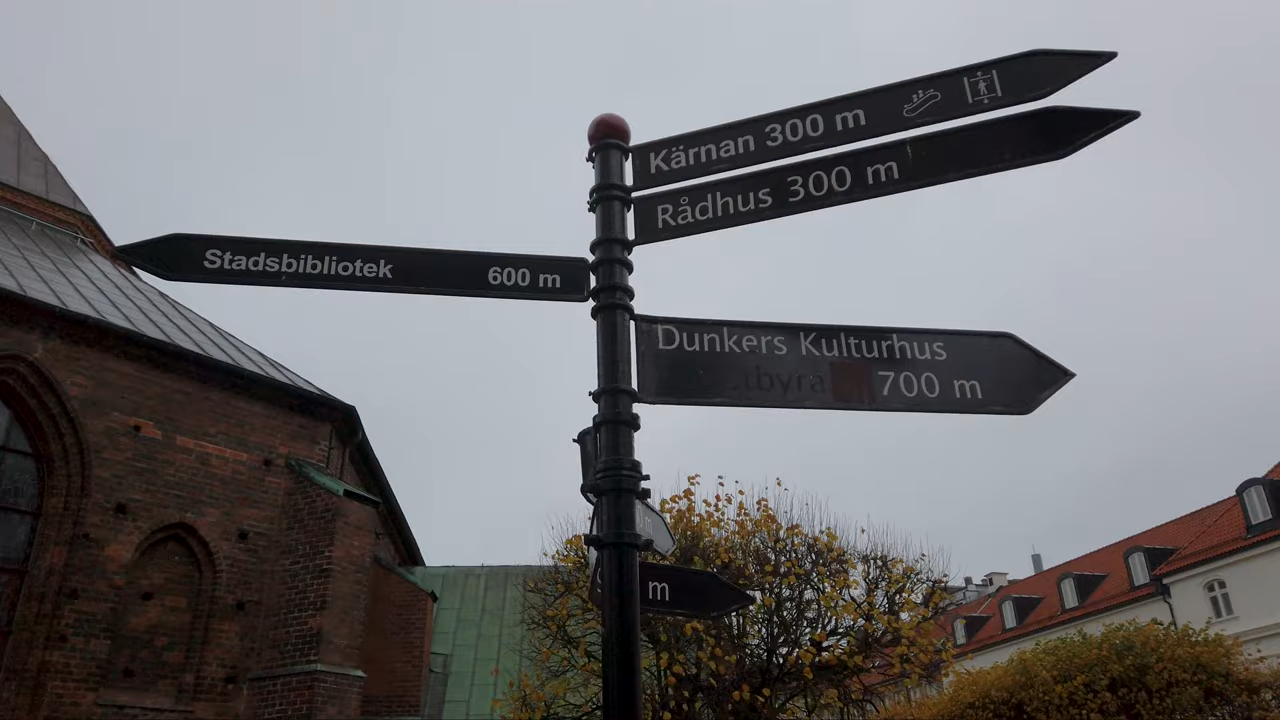 Kärnan 300 m
Rådhus 300 m
Stadsbibliotek 600 m
Dunkers Kulturhus
700 m
m
m